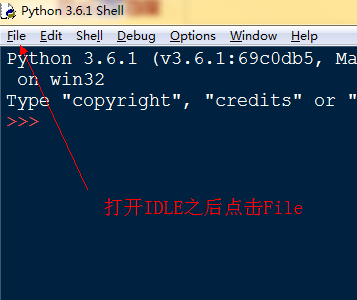 Python 3.6.1 Shell
File Edit Shell Debug Options Window Help
Python 3.6.1 (v3.6.1:69c0db5, Ma
on win32
Type "copyright", "credits" or "
>>>
打开IDLE之后点击File